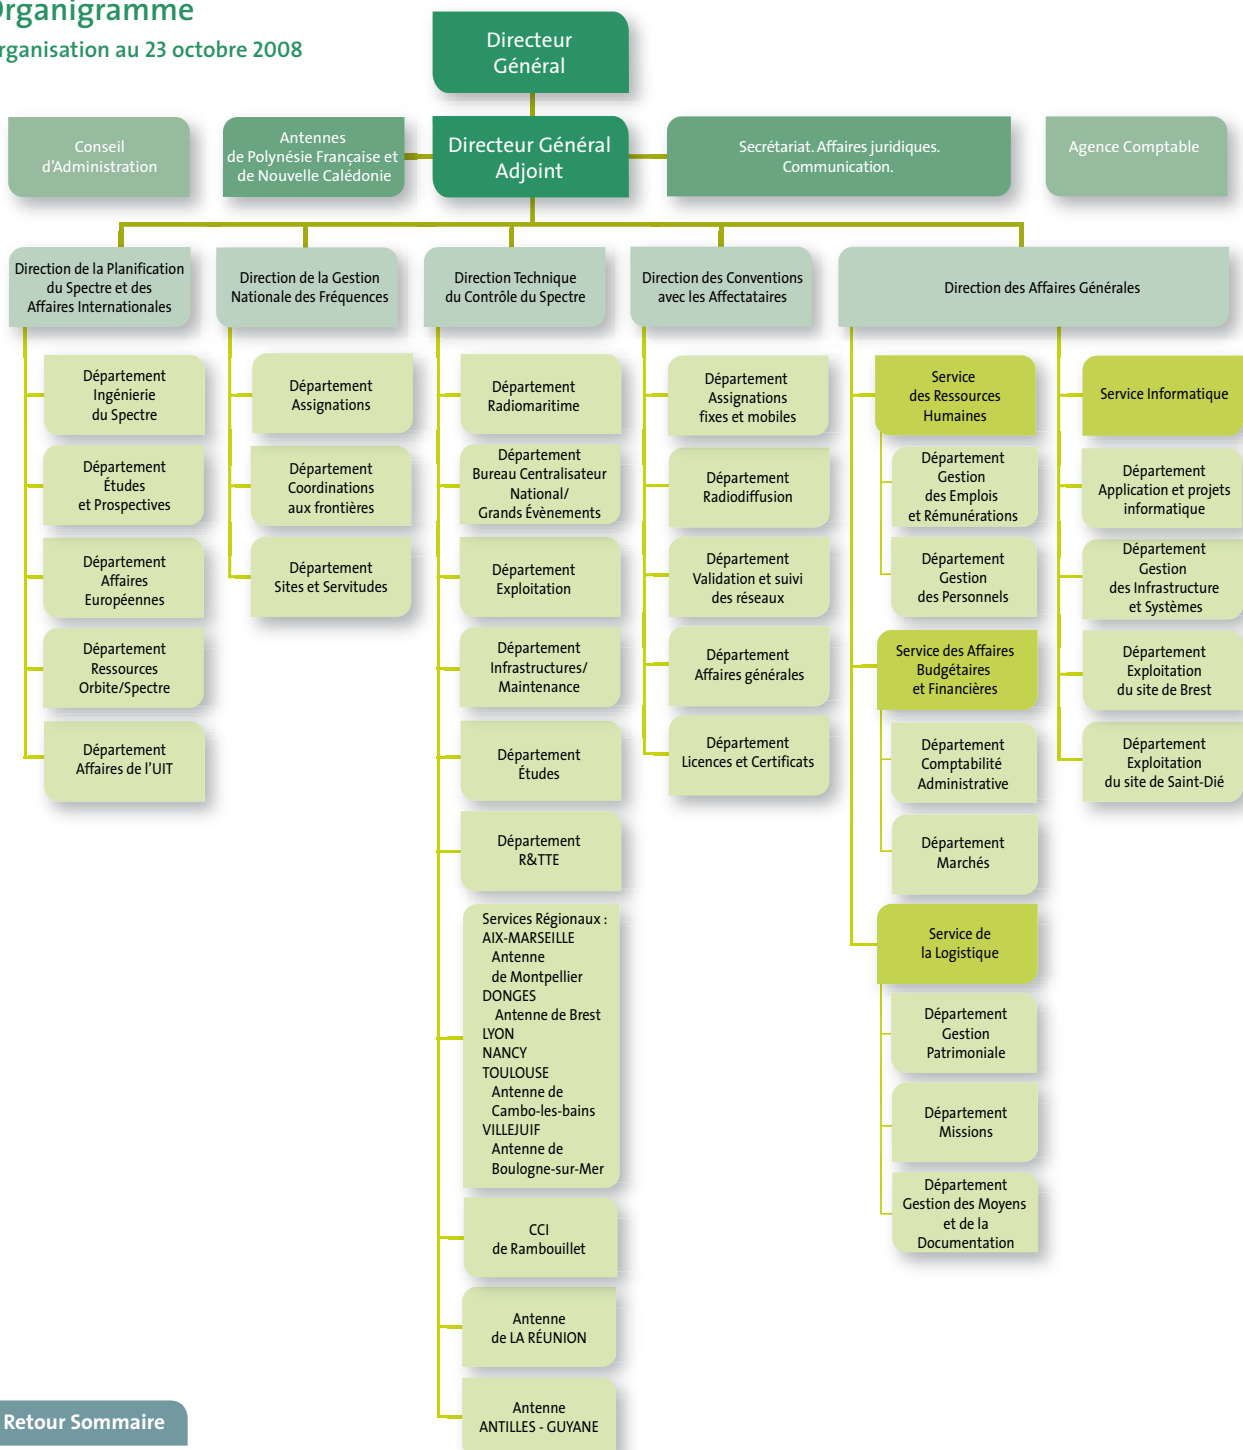 Organigramme
rganisation au 23 octobre 2008
Directeur
Général
Conseil
d'Administration
Antennes
de Polynésie Française et
de Nouvelle Calédonie
Directeur Général
Adjoint
Secrétariat. Affaires juridiques.
Communication.
Agence Comptable
Direction de la Planification
du Spectre et des
Affaires Internationales
Direction de la Gestion
Nationale des Fréquences
Direction Technique
du Contrôle du Spectre
Direction des Conventions
avec les Affectataires
Direction des Affaires Générales
Département
Ingénierie
du Spectre
Département
Études
et Prospectives
Département
Affaires
Européennes
Département
Ressources
Orbite/Spectre
Département
Affaires de l'UIT
Département
Assignations
Département
Coordinations
aux frontières
Département
Sites et Servitudes
Département
Radiomaritime
Département
Bureau Centralisateur
National/
Grands Évènements
Département
Exploitation
Département
Infrastructures/
Maintenance
Département
Études
Département
R&TTE
Services Régionaux :
AIX-MARSEILLE
Antenne
de Montpellier
DONGES
Antenne de Brest
LYON
NANCY
TOULOUSE
Antenne de
Cambo-les-bains
VILLEJUIF
Antenne de
Boulogne-sur-Mer
CCI
de Rambouillet
Antenne
de LA RÉUNION
Antenne
ANTILLES - GUYANE
Département
Assignations
fixes et mobiles
Département
Radiodiffusion
Département
Validation et suivi
des réseaux
Département
Affaires générales
Département
Licences et Certificats
Service
des Ressources
Humaines
Département
Gestion
des Emplois
et Rémunérations
Département
Gestion
des Personnels
Service des Affaires
Budgétaires
et Financières
Département
Comptabilité
Administrative
Département
Marchés
Service de
la Logistique
Département
Gestion
Patrimoniale
Département
Missions
Département
Gestion des Moyens
et de la
Documentation
Service Informatique
Département
Application et projets
informatique
Département
Gestion
des Infrastructure
et Systèmes
Département
Exploitation
du site de Brest
Département
Exploitation
du site de Saint-Dié
Retour Sommaire